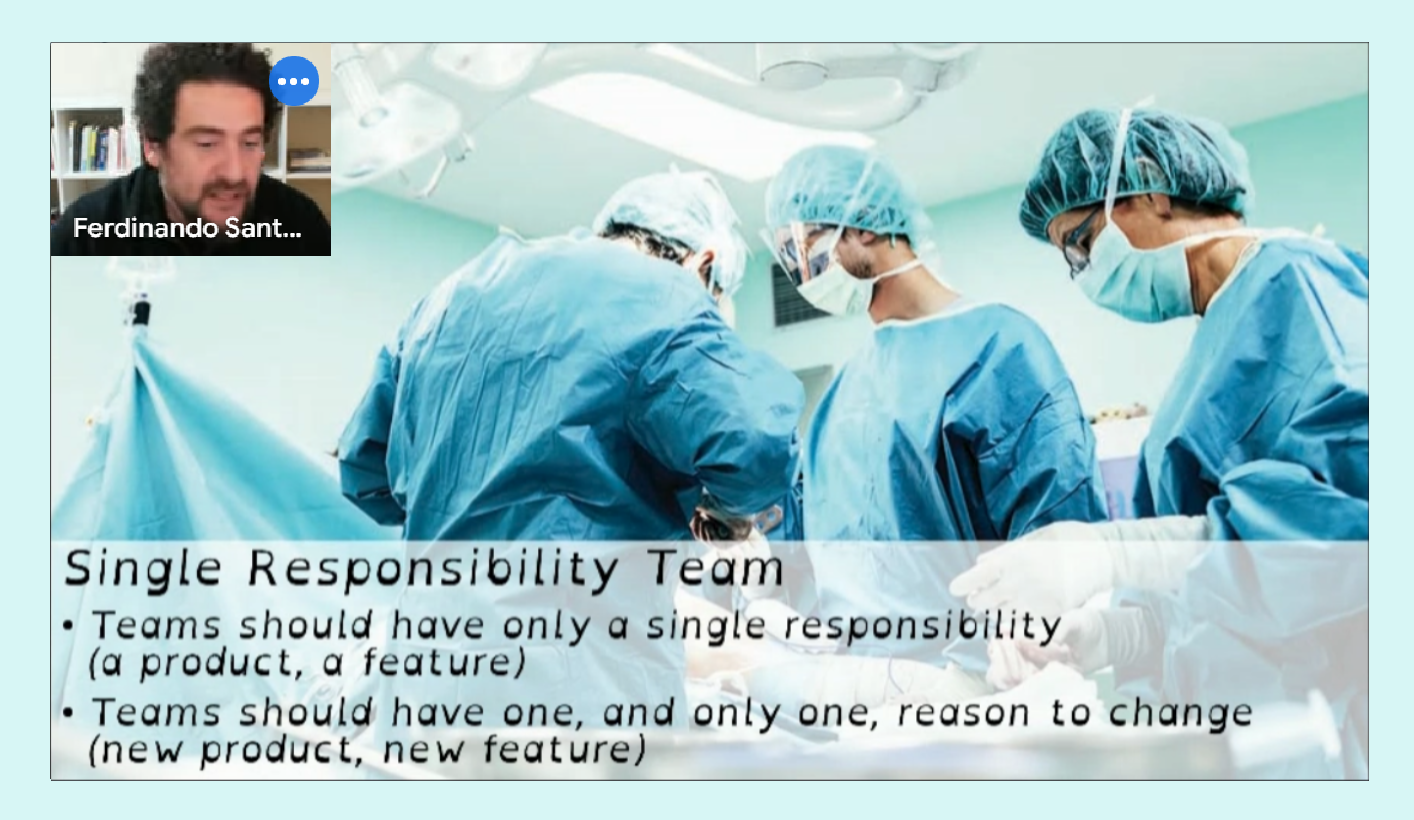 Ferdinando Sant...
Single Responsibility Team
• Teams should have only a single responsibility
(a product, a feature)
• Teams should have one, and only one, reason to change
(new product, new feature)